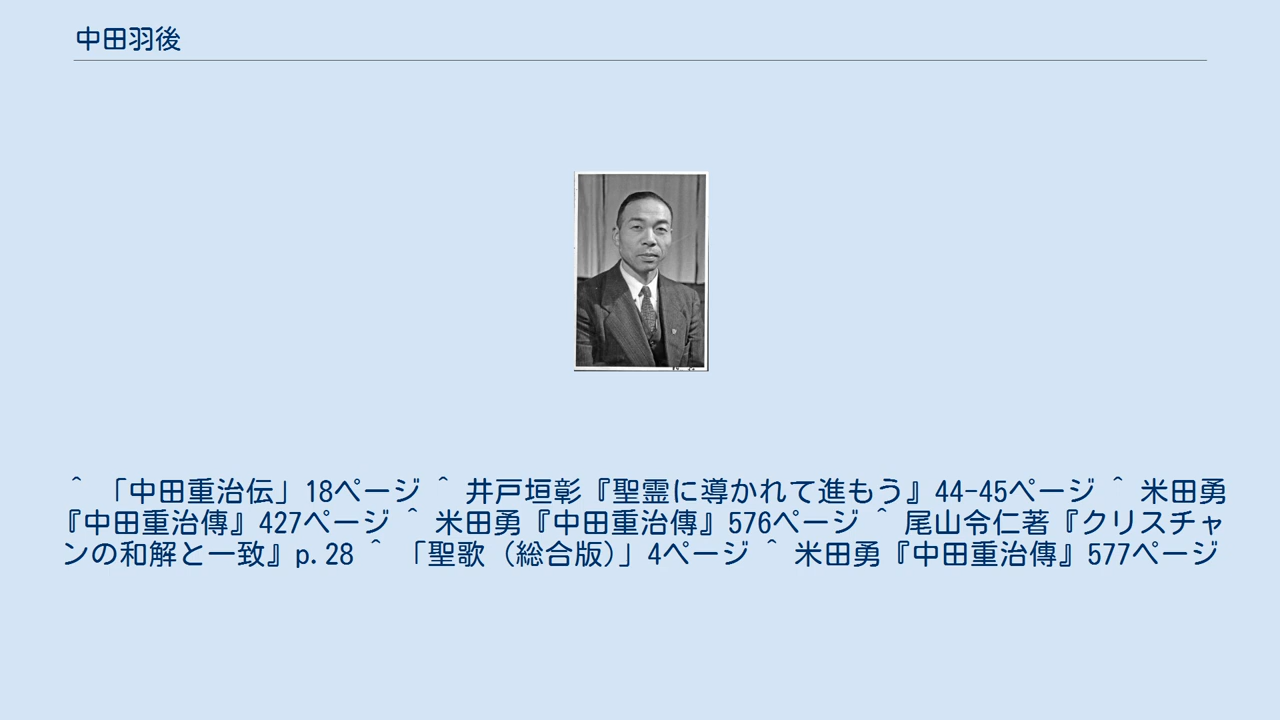 中田羽後
^ 「中田重治伝」18ページ ^ 井戸垣彰『聖霊に導かれて進もう』44-45ページ ^ 米田勇
『中田重治傳』427ページ ^ 米田勇『中田重治傳』576ページ ^ 尾山令仁著『クリスチャ
ンの和解と一致』p.28 ^ 「聖歌（総合版）」4ページ ^ 米田勇『中田重治傳』577ページ